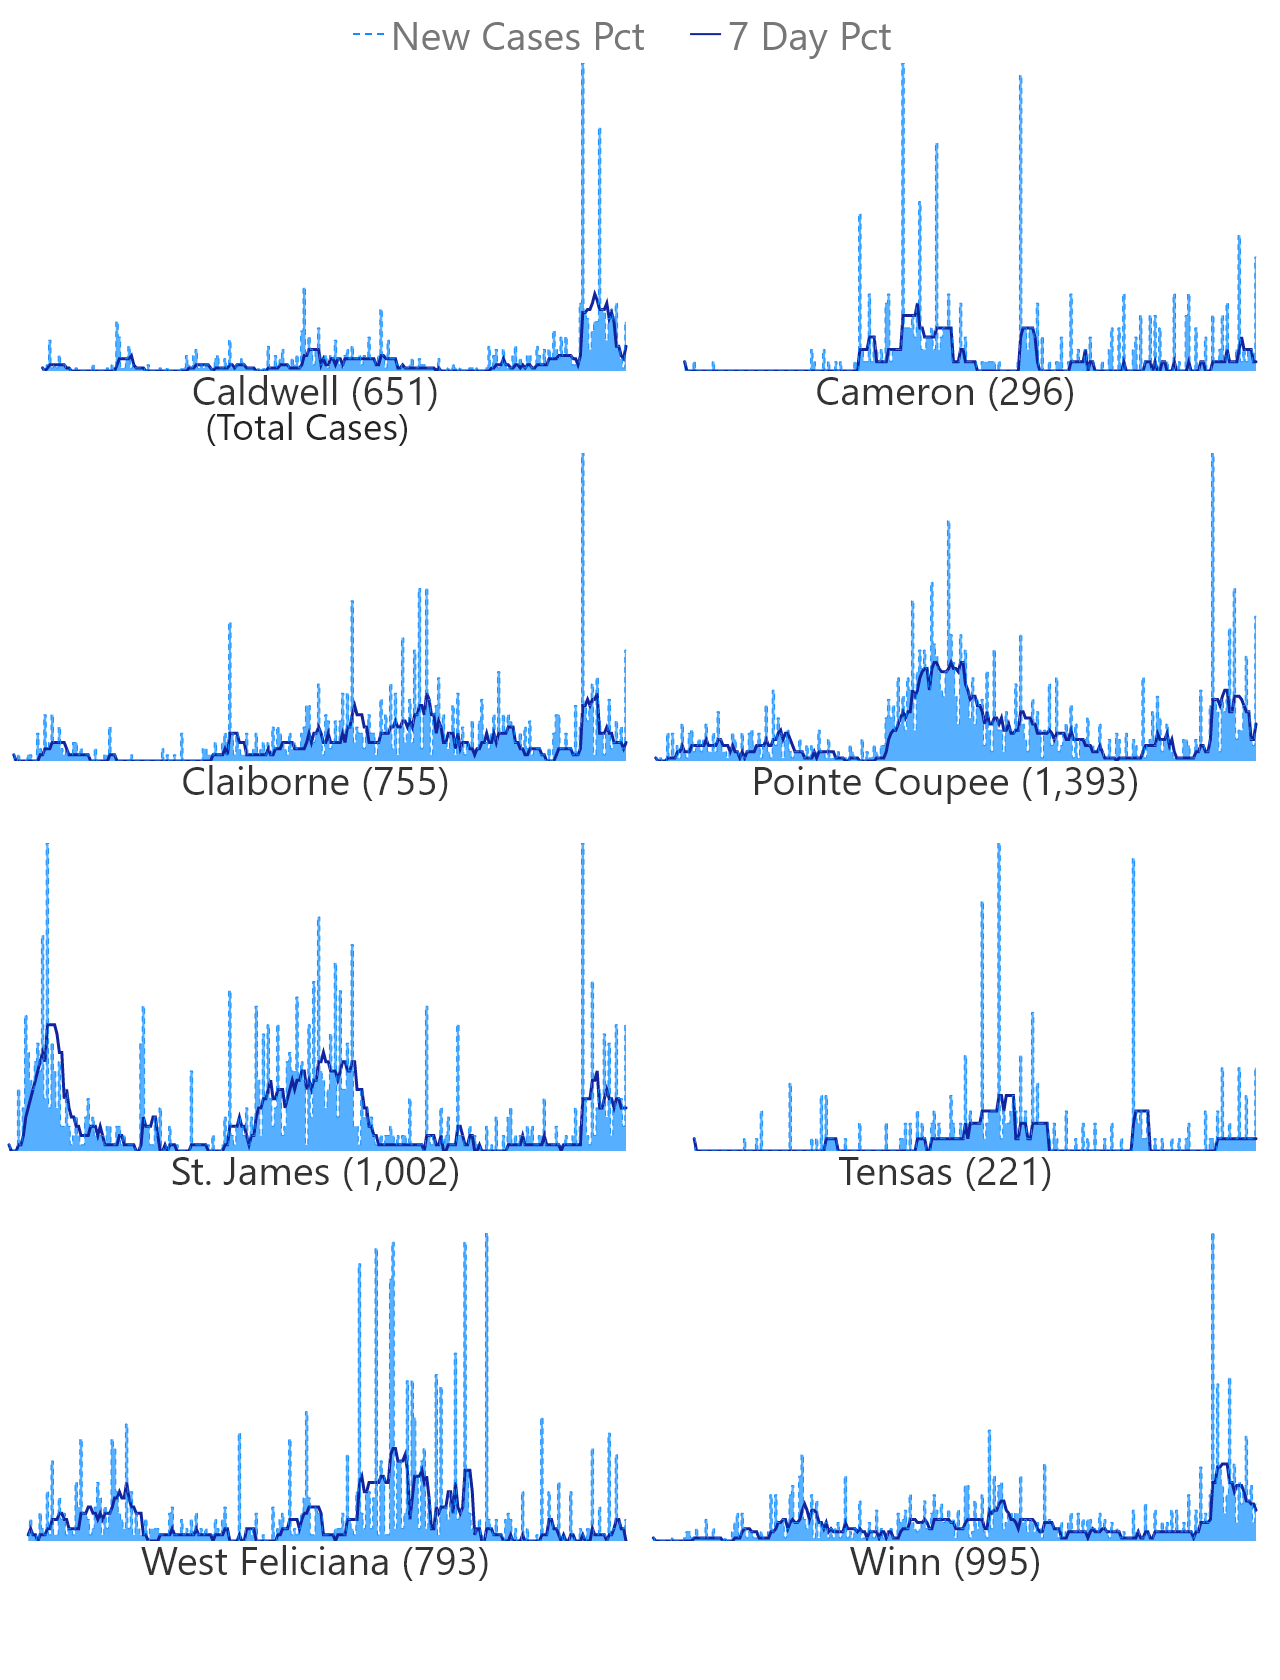 New Cases Pct 7 Day Pct
Caldwell (651) Cameron (296)
(Total Cases)
Claiborne (755) Pointe Coupee (1,393)
St. James (1,002) Tensas (221)
West Feliciana (793) Winn (995)